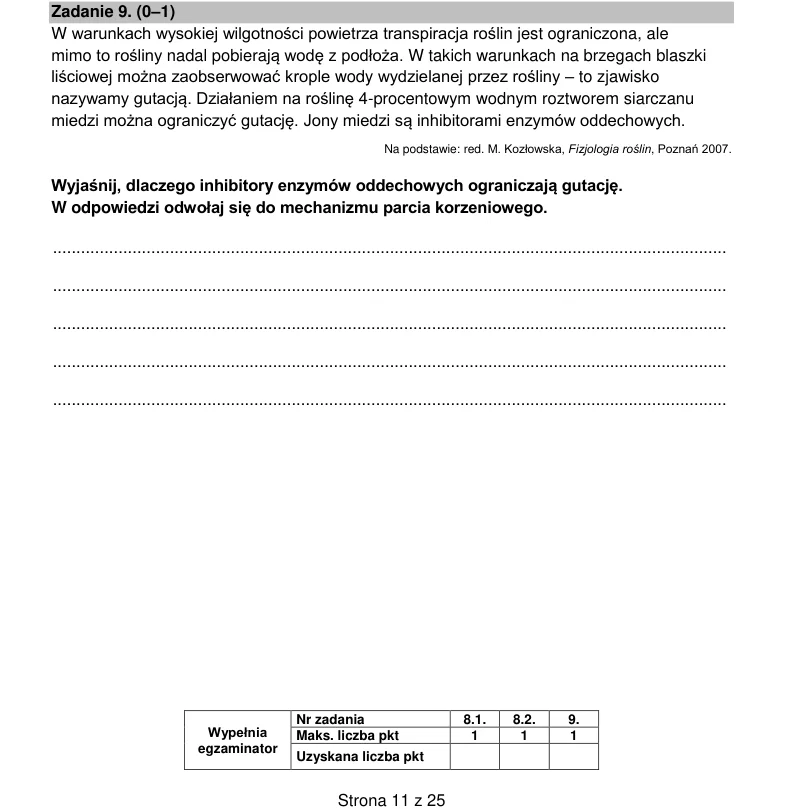 Zadanie 9. (0–1)
W warunkach wysokiej wilgotności powietrza transpiracja roślin jest ograniczona, ale
mimo to rośliny nadal pobierają wodę z podłoża. W takich warunkach na brzegach blaszki
liściowej można zaobserwować krople wody wydzielanej przez rośliny – to zjawisko
nazywamy gutacją. Działaniem na roślinę 4-procentowym wodnym roztworem siarczanu
miedzi można ograniczyć gutację. Jony miedzi są inhibitorami enzymów oddechowych.
Na podstawie: red. M. Kozłowska, Fizjologia roślin, Poznań 2007.
Wyjaśnij, dlaczego inhibitory enzymów oddechowych ograniczają gutację.
W odpowiedzi odwołaj się do mechanizmu parcia korzeniowego.
Wypełnia
egzaminator
Nr zadania 8.1. 8.2. 9.
Maks. liczba pkt 1 1 1
Uzyskana liczba pkt
Strona 11 z 25